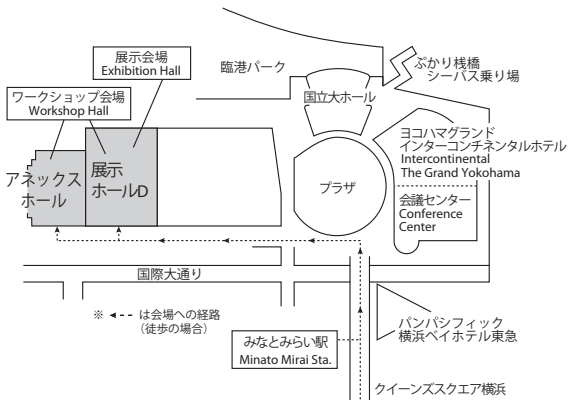 展示会場
Exhibition Hall
ワークショップ会場
Workshop Hall
臨港パーク
ぷかり桟橋
シーバス乗り場
国立大ホール
ヨコハマグランド
インターコンチネンタルホテル
Intercontinental
The Grand Yokohama
アネックス
ホール
展示
ホールD
プラザ
会議センター
Conference
Center
国際大通り
※ は会場への経路
（徒歩の場合）
みなとみらい駅
Minato Mirai Sta.
パンパシフィック
横浜ベイホテル東急
クイーンズスクエア横浜